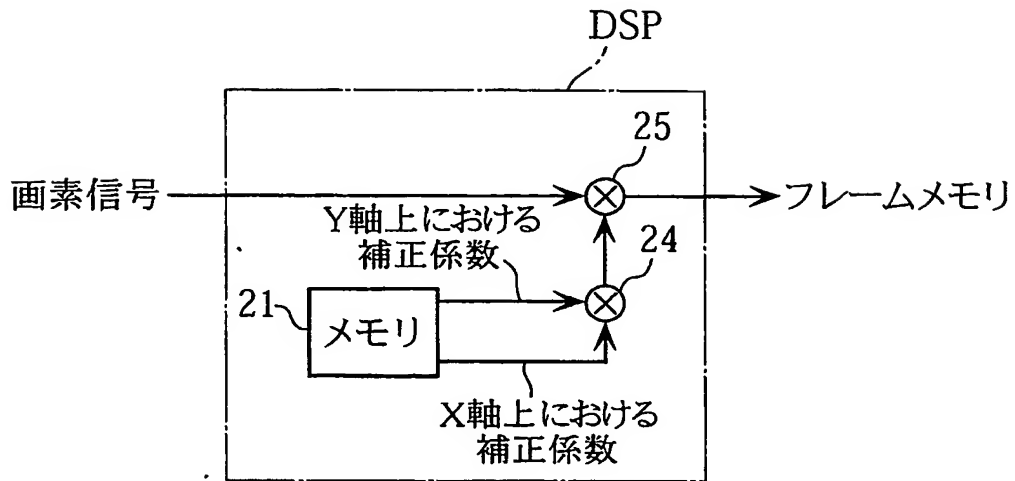 DSP
25
画素信号
フレームメモリ
Y軸上における
補正係数
24
21
メモリ
X軸上における
補正係数